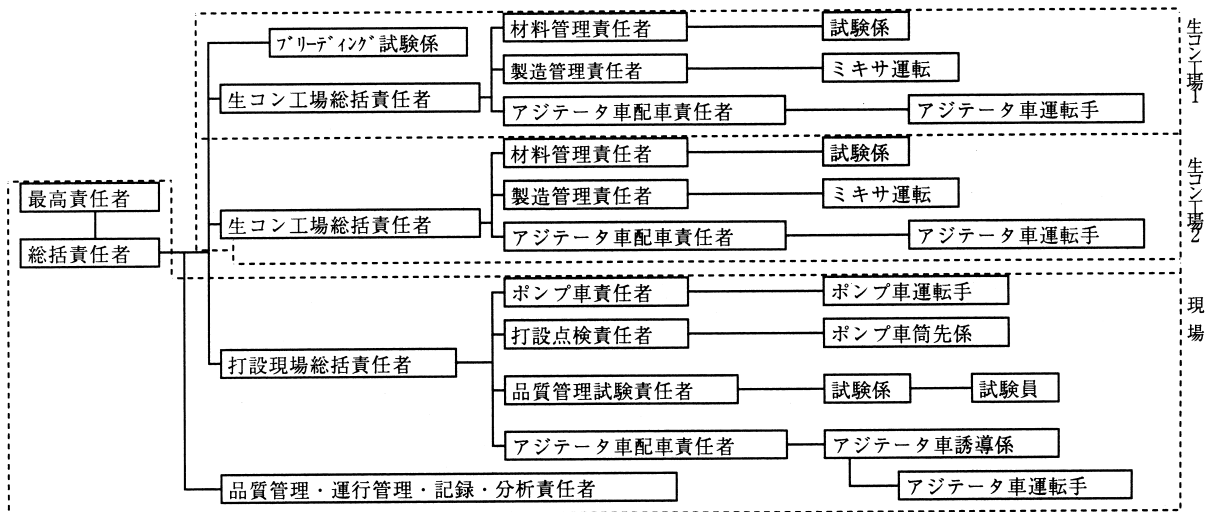 ﾌﾞﾘｰﾃﾞｨﾝｸﾞ試験係
材料管理責任者
試験係
製造管理責任者
ミキサ運転
生コン工場総括責任者
アジテータ車配車責任者
アジテータ車運転手
生コン工場1
材料管理責任者
試験係
製造管理責任者
ミキサ運転
生コン工場総括責任者
アジテータ車配車責任者
アジテータ車運転手
生コン工場2
最高責任者
総括責任者
ポンプ車責任者
ポンプ車運転手
打設点検責任者
ポンプ車筒先係
打設現場総括責任者
品質管理試験責任者
試験係
試験員
アジテータ車配車責任者
アジテータ車誘導係
アジテータ車運転手
品質管理・運行管理・記録・分析責任者
現場